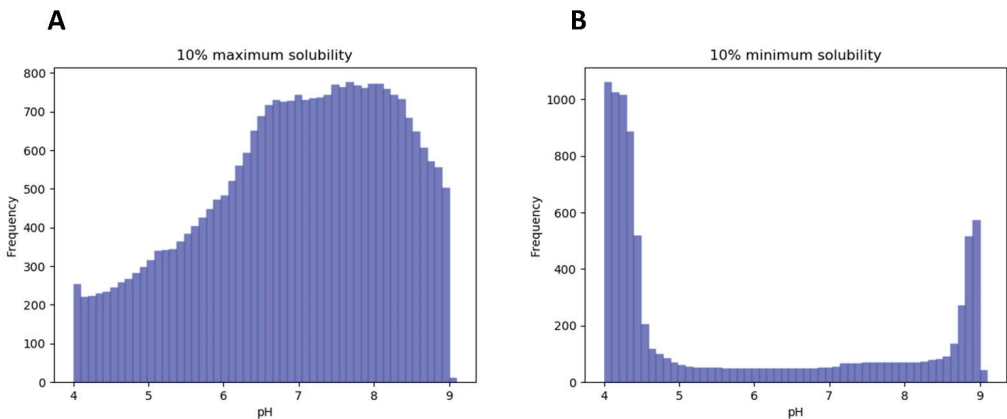 A
10% maximum solubility
800
700
600
500
400
300
200
100
0
Frequency
4 5 6 7 8 9
pH
B
10% minimum solubility
1000
800
600
400
200
0
Frequency
4 5 6 7 8 9
pH